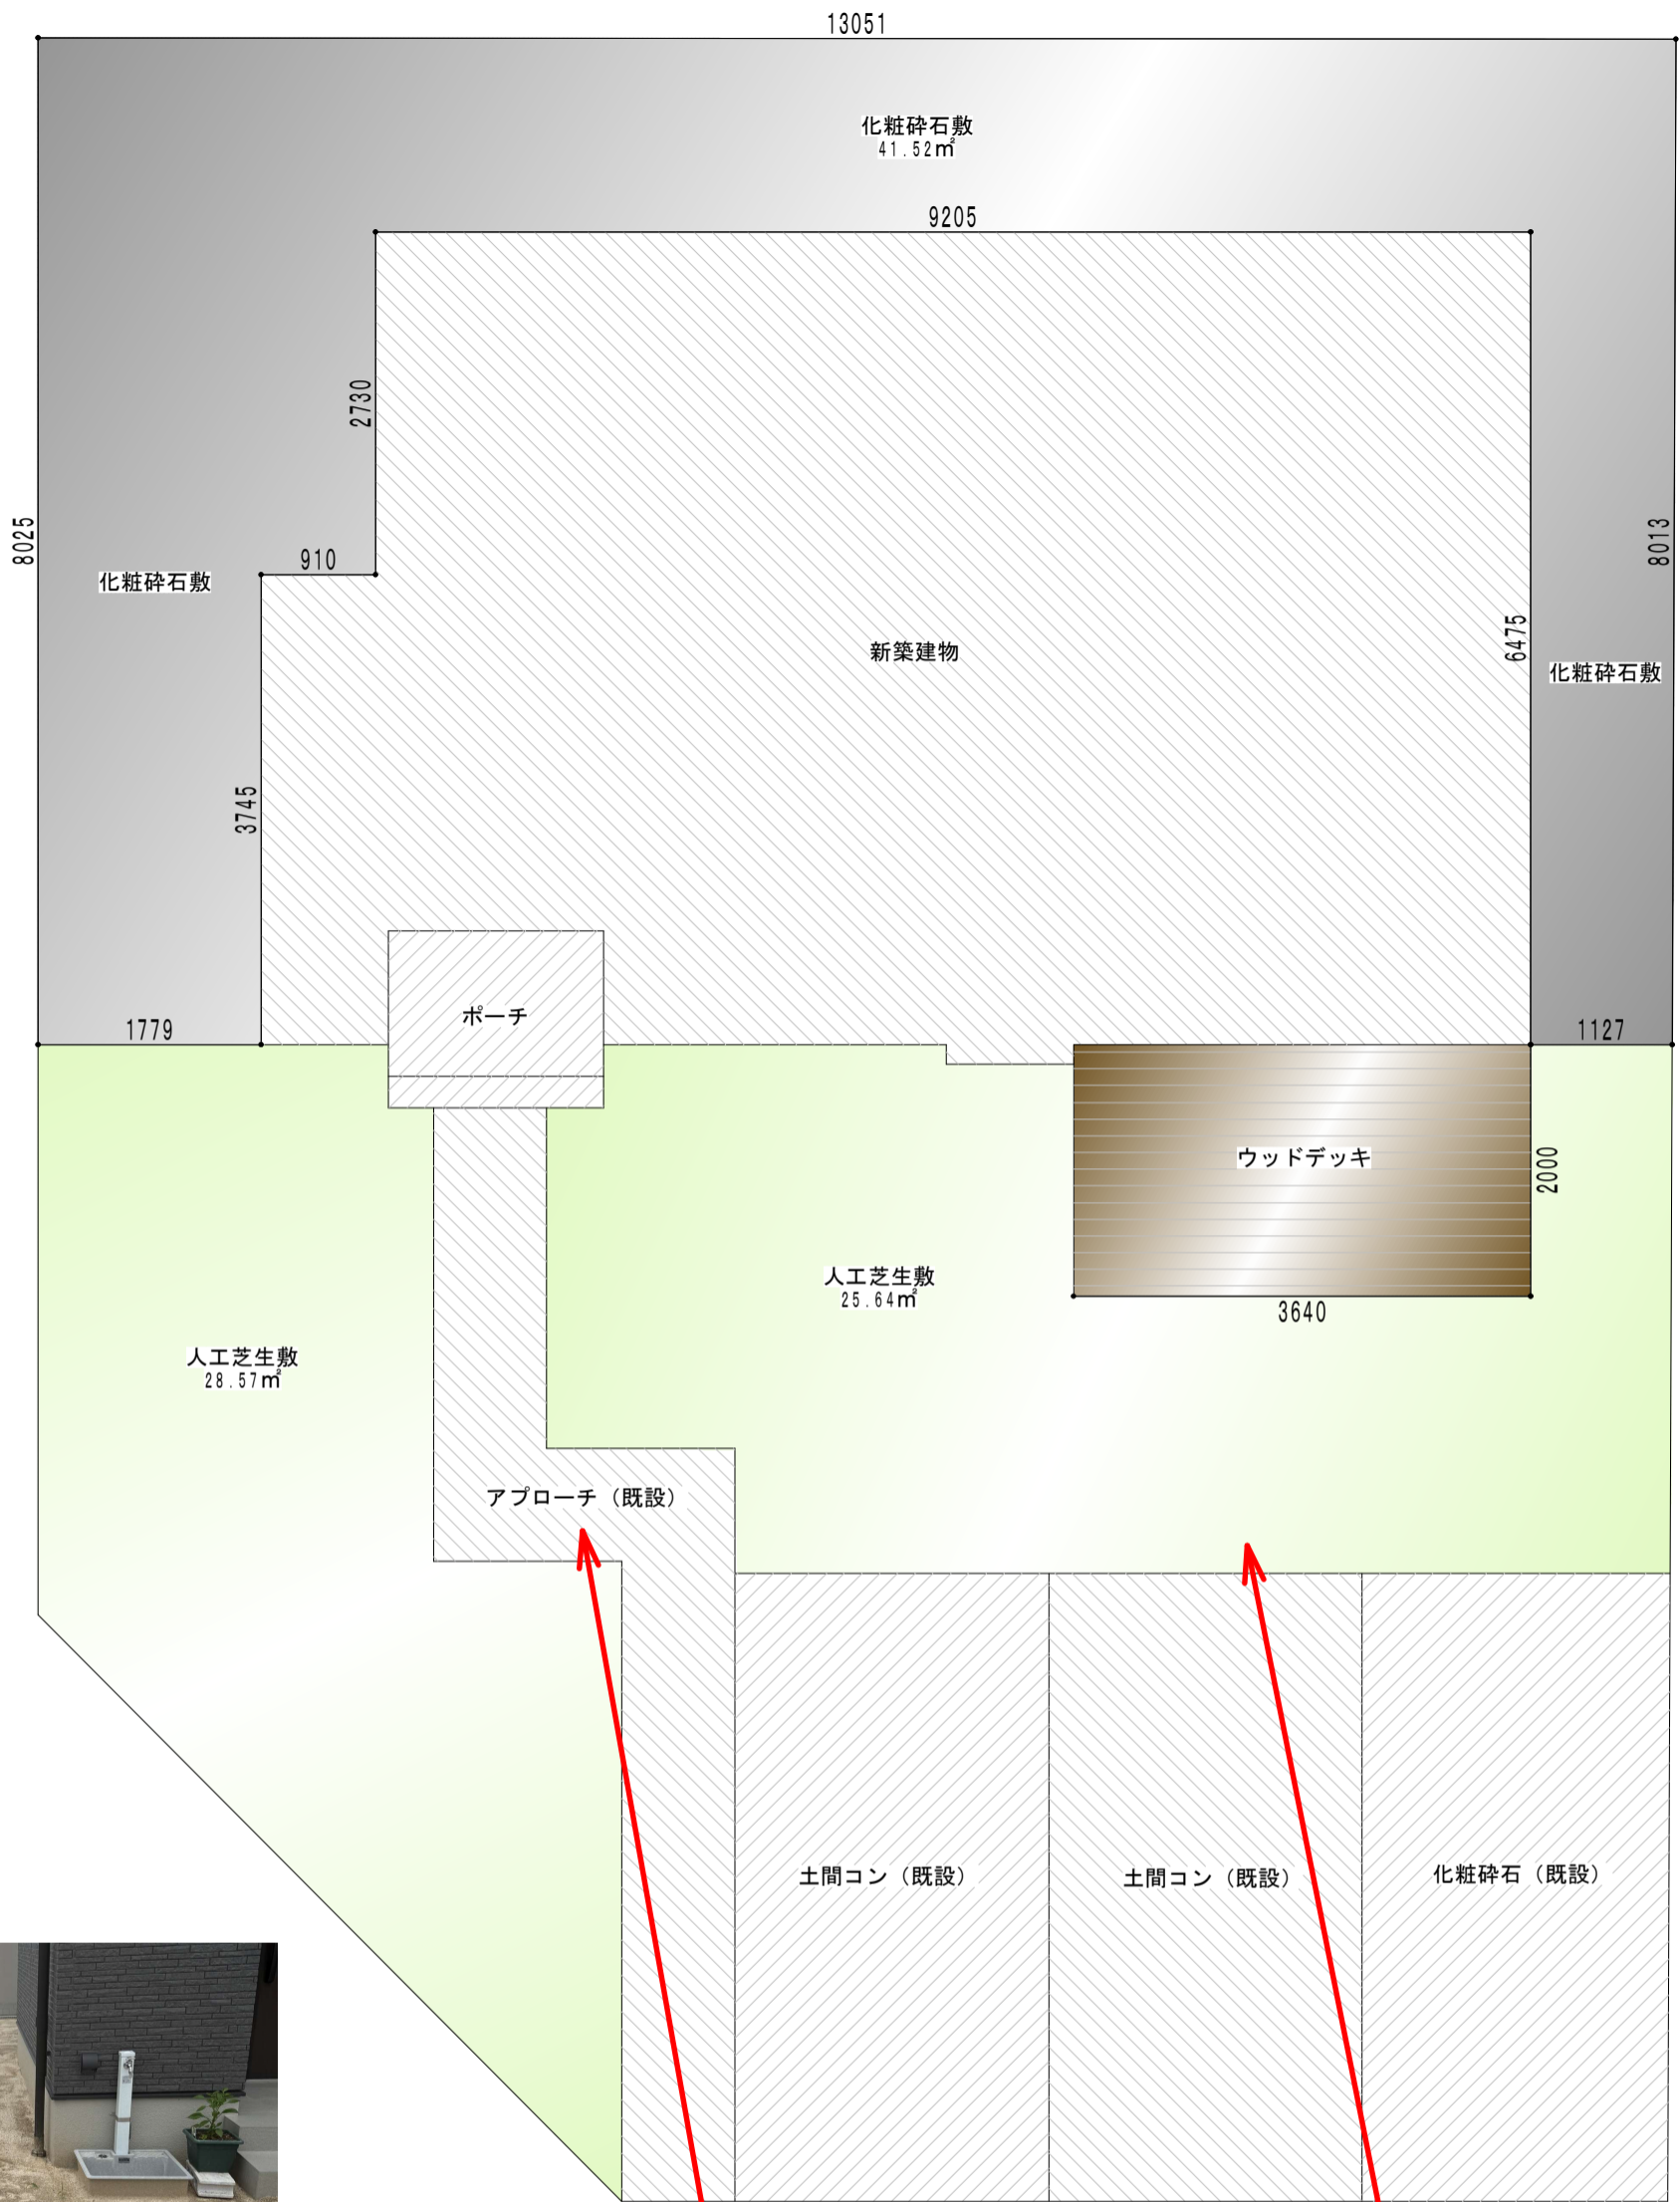 13051
化粧砕石敷
41.52㎡
9205
2730
8025
910
化粧砕石敷
8013
新築建物
6475
化粧砕石敷
3745
ポーチ
1779
1127
ウッドデッキ
2000
人工芝生敷
25.64㎡
3640
人工芝生敷
28.57㎡
アプローチ（既設）
土間コン（既設）
土間コン（既設）
化粧砕石（既設）